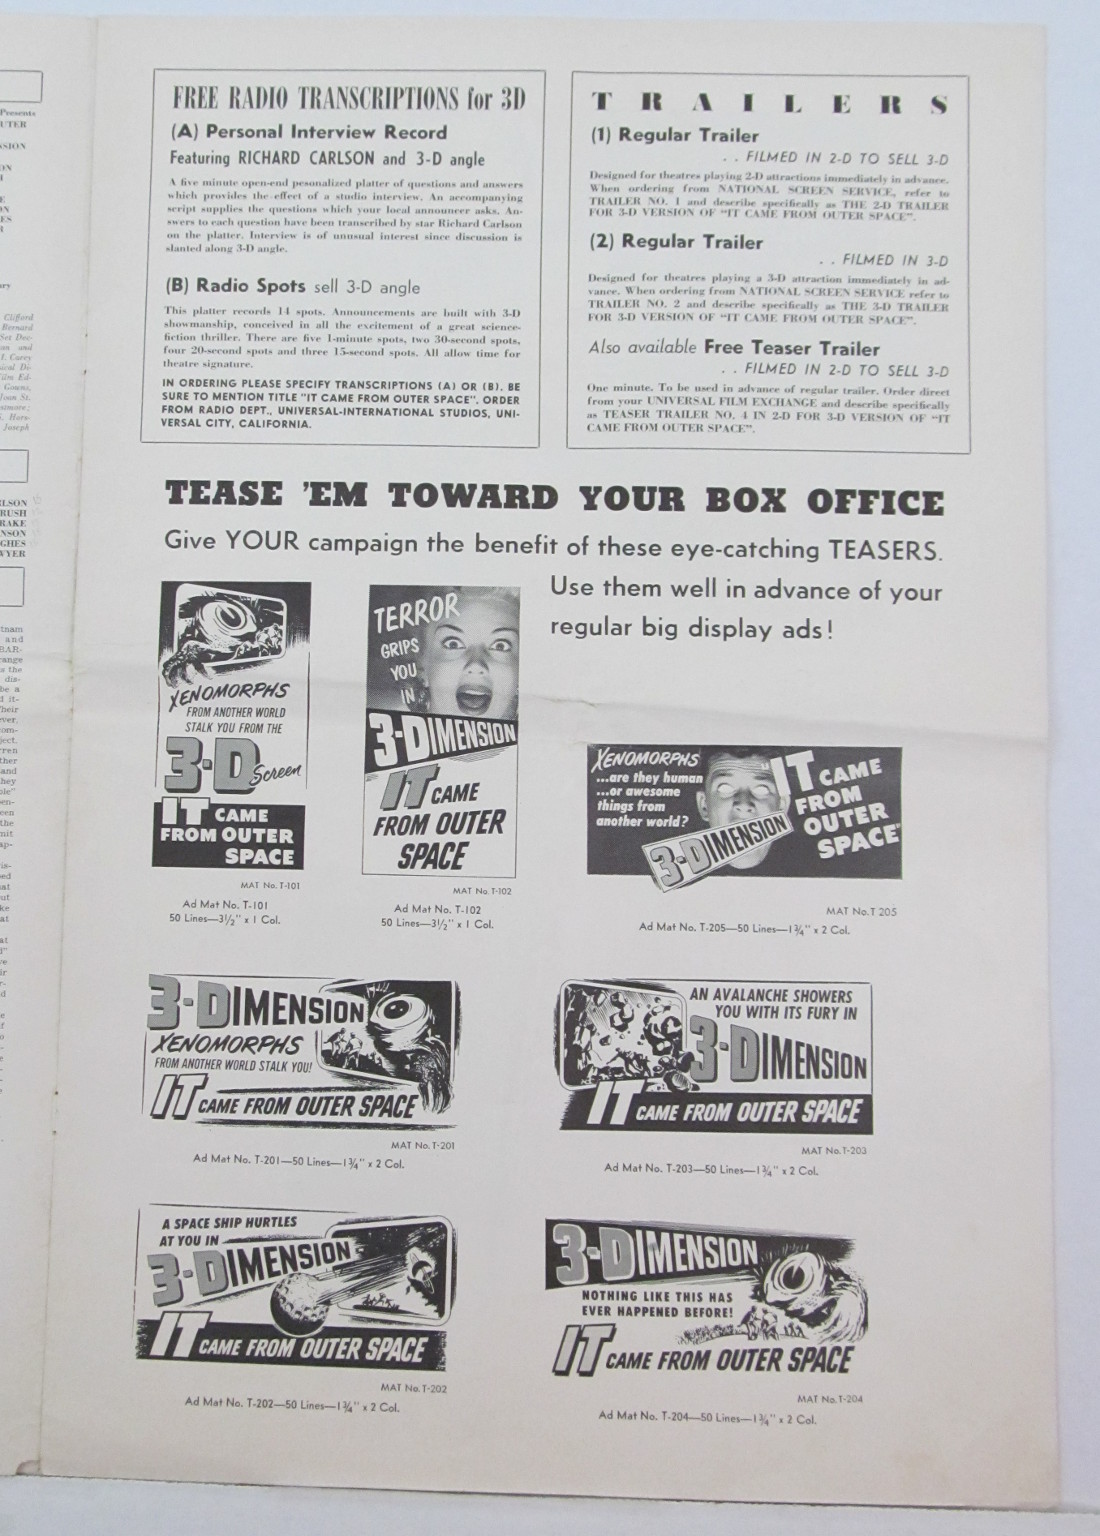 FREE RADIO TRANSCRIPTIONS for 3D
(A) Personal Interview Record
Featuring RICHARD CARLSON and 3-D angle
A five minute open-end pesonalized platter of questions and answers
which provides the effect of a studio interview. An accompanying
script supplies the questions which your local announcer asks. An-
swers to each question have been transcribed by star Richard Carlson
on the platter. Interview is of unusual interest since discussion is
slanted along 3-D angle.
(B) Radio Spots sell 3-D angle
This platter records 14 spots. Announcements are built with 3-D
showmanship, conceived in all the excitement of a great science-
fiction thriller. There are five 1-minute spots, two 30-second spots,
four 20-second spots and three 15-second spots. All allow time for
theatre signature.
IN ORDERING PLEASE SPECIFY TRANSCRIPTIONS (A) OR (B). BE
SURE TO MENTION TITLE "IT CAME FROM OUTER SPACE". ORDER
FROM RADIO DEPT., UNIVERSAL-INTERNATIONAL STUDIOS, UNI-
VERSAL CITY, CALIFORNIA.
TRAILERS
(1) Regular Trailer
. . FILMED IN 2-D TO SELL 3-D
Designed for theatres playing 2-D attractions immediately in advance.
When ordering from NATIONAL SCREEN SERVICE, refer to
TRAILER NO. 1 and describe specifically as THE 2-D TRAILER
FOR 3-D VERSION OF "IT CAME FROM OUTER SPACE".
(2) Regular Trailer
. . FILMED IN 3-D
Designed for theatres playing a 3-D attraction immediately in ad-
vance. When ordering from NATIONAL SCREEN SERVICE refer to
TRAILER NO. 2 and describe specifically as THE 3-D TRAILER
FOR 3-D VERSION OF "IT CAME FROM OUTER SPACE".
Also available Free Teaser Trailer
. . FILMED IN 2-D TO SELL 3-D
One minute. To be used in advance of regular trailer. Order direct
from your UNIVERSAL FILM EXCHANGE and describe specifically
as TEASER TRAILER NO. 4 IN 2-D FOR 3-D VERSION OF "IT
CAME FROM OUTER SPACE".
TEASE 'EM TOWARD YOUR BOX OFFICE
Give YOUR campaign the benefit of these eye-catching TEASERS.
Use them well in advance of your
regular big display ads!
XENOMORPHS
FROM ANOTHER WORLD
STALK YOU FROM THE
3-D Screen
IT CAME
FROM OUTER
SPACE
MAT No. T-101
Ad Mat No. T-101
50 Lines—3½" x 1 Col.
TERROR
GRIPS
YOU
IN
3-DIMENSION
IT CAME
FROM OUTER
SPACE
MAT No. T-102
Ad Mat No. T-102
50 Lines—3½" x 1 Col.
XENOMORPHS
...are they human
...or awesome
things from
another world?
3-DIMENSION
"IT CAME
FROM
OUTER
SPACE"
MAT No. T 205
Ad Mat No. T-205—50 Lines—1¾" x 2 Col.
3-DIMENSION
XENOMORPHS
FROM ANOTHER WORLD STALK YOU!
IT CAME FROM OUTER SPACE
MAT No. T-201
Ad Mat No. T-201—50 Lines—1¾" x 2 Col.
AN AVALANCHE SHOWERS
YOU WITH ITS FURY IN
3-DIMENSION
IT CAME FROM OUTER SPACE
MAT No. T-203
Ad Mat No. T-203—50 Lines—1¾" x 2 Col.
A SPACE SHIP HURTLES
AT YOU IN
3-DIMENSION
IT CAME FROM OUTER SPACE
MAT No. T-202
Ad Mat No. T-202—50 Lines—1¾" x 2 Col.
3-DIMENSION
NOTHING LIKE THIS HAS
EVER HAPPENED BEFORE!
IT CAME FROM OUTER SPACE
MAT No. T-204
Ad Mat No. T-204—50 Lines—1¾" x 2 Col.